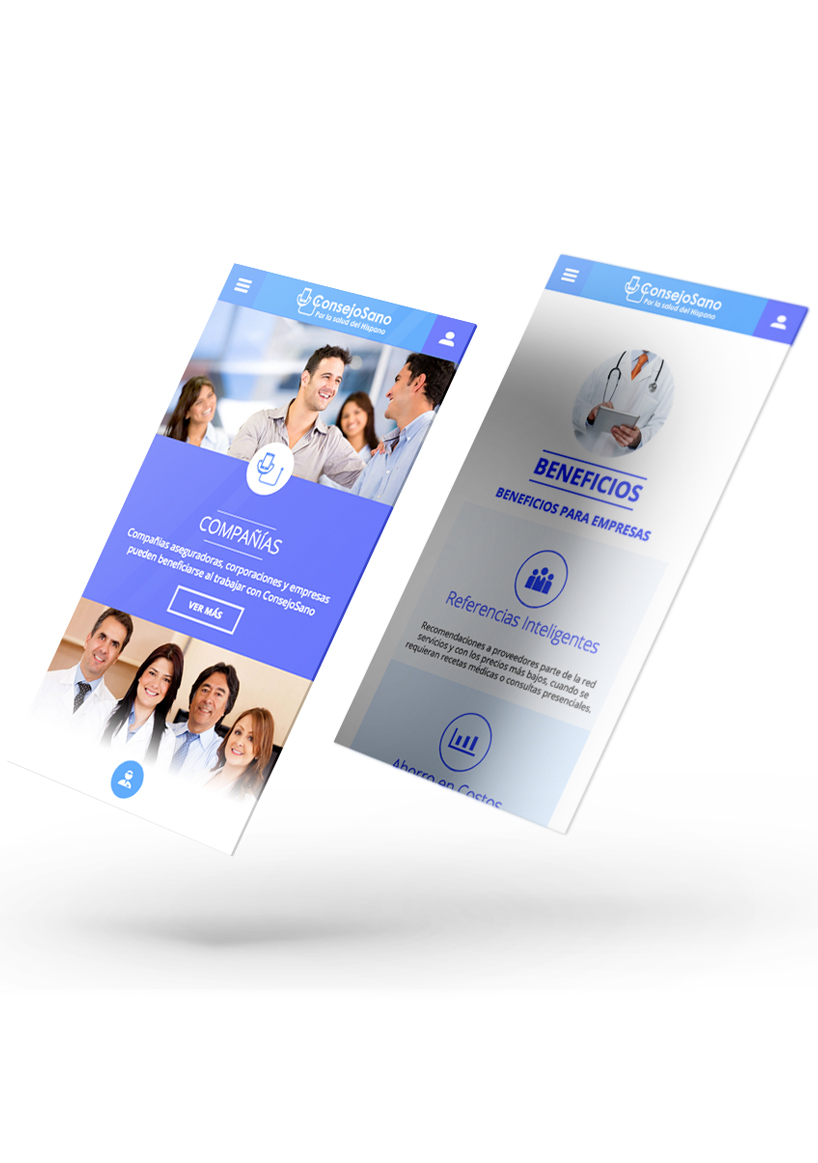 ConsejoSano
Por la salud del Hispano
COMPAÑÍAS
Compañías aseguradoras, corporaciones y empresas
pueden beneficiarse al trabajar con ConsejoSano
VER MÁS
ConsejoSano
Por la salud del Hispano
BENEFICIOS
BENEFICIOS PARA EMPRESAS
Referencias Inteligentes
Recomendaciones a proveedores parte de la red
servicios y con los precios más bajos, cuando se
requieran recetas médicas o consultas presenciales.
Ahorro en Costos